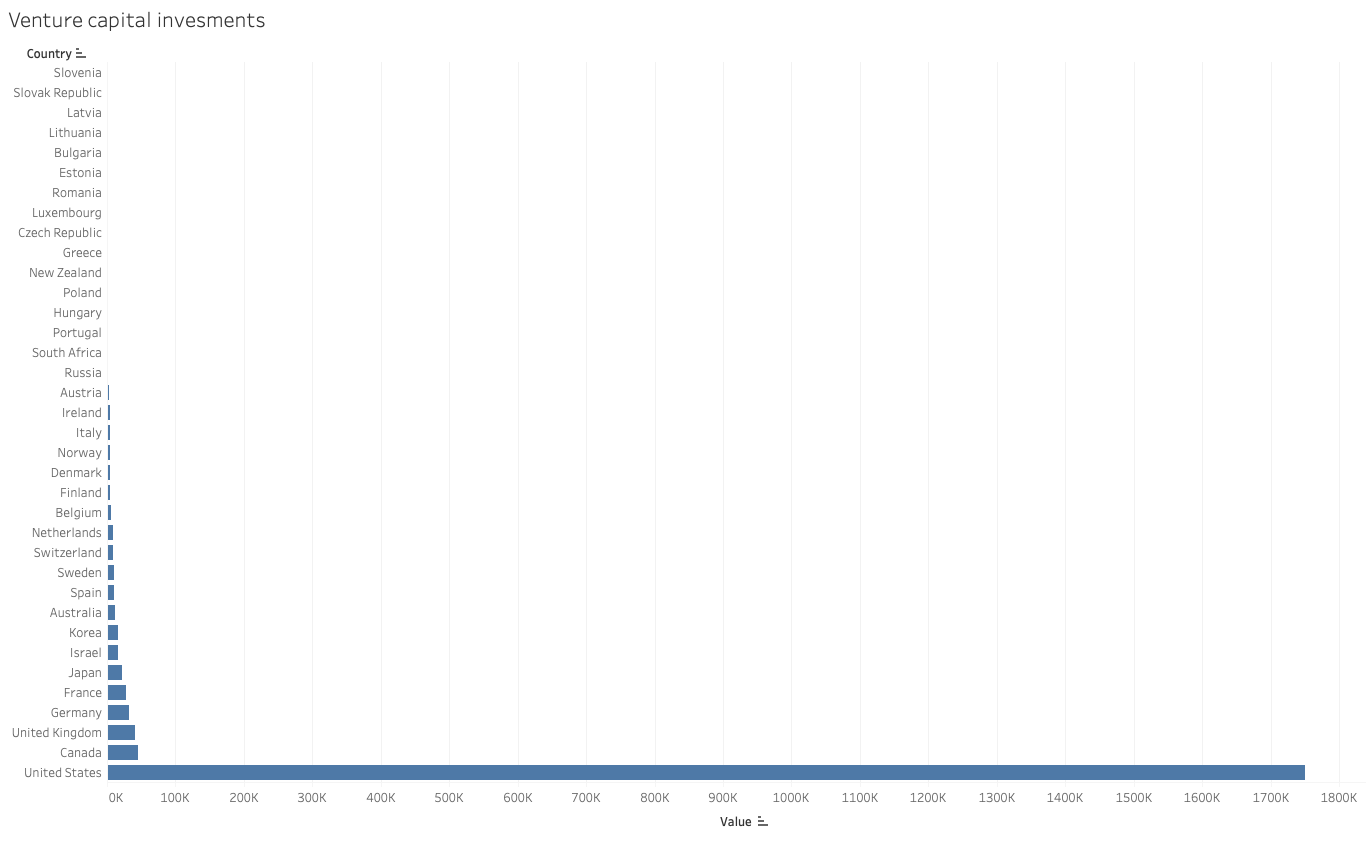 Venture capital invesments
Country
Slovenia
Slovak Republic
Latvia
Lithuania
Bulgaria
Estonia
Romania
Luxembourg
Czech Republic
Greece
New Zealand
Poland
Hungary
Portugal
South Africa
Russia
Austria
Ireland
Italy
Norway
Denmark
Finland
Belgium
Netherlands
Switzerland
Sweden
Spain
Australia
Korea
Israel
Japan
France
Germany
United Kingdom
Canada
United States
0K 100K 200K 300K 400K 500K 600K 700K 800K 900K 1000K 1100K 1200K 1300K 1400K 1500K 1600K 1700K 1800K
Value